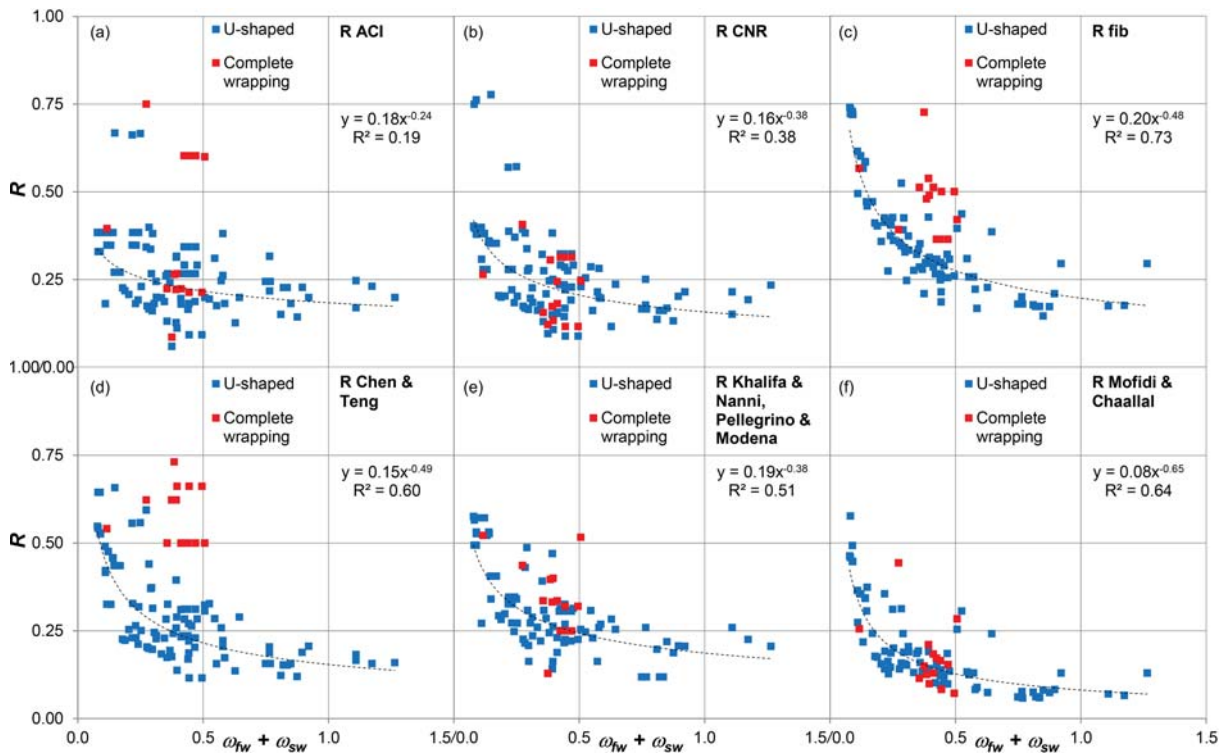 1.00
(a)
U-shaped
Complete
wrapping
R ACI
y = 0.18x^-0.24
R² = 0.19
(b)
U-shaped
Complete
wrapping
R CNR
y = 0.16x^-0.38
R² = 0.38
(c)
U-shaped
Complete
wrapping
R fib
y = 0.20x^-0.48
R² = 0.73
0.75
0.50
R
0.25
1.00/0.00
(d)
U-shaped
Complete
wrapping
R Chen &
Teng
y = 0.15x^-0.49
R² = 0.60
(e)
U-shaped
Complete
wrapping
R Khalifa &
Nanni,
Pellegrino &
Modena
y = 0.19x^-0.38
R² = 0.51
(f)
U-shaped
Complete
wrapping
R Mofidi &
Chaallal
y = 0.08x^-0.65
R² = 0.64
0.75
0.50
R
0.25
0.00
0.0 0.5 ωfw + ωsw 1.0 1.5/0.0 0.5 ωfw + ωsw 1.0 1.5/0.0 0.5 ωfw + ωsw 1.0 1.5